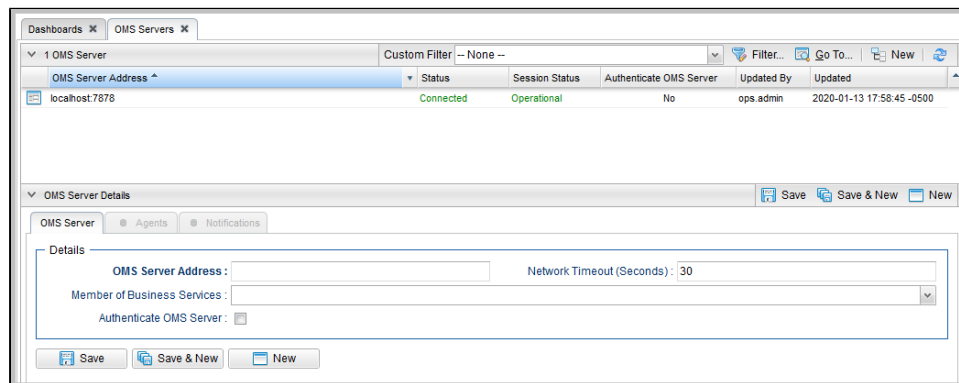 Dashboards OMS Servers
1 OMS Server Custom Filter -- None -- Filter... Go To... New
OMS Server Address Status Session Status Authenticate OMS Server Updated By Updated
localhost:7878 Connected Operational No ops.admin 2020-01-13 17:58:45 -0500
OMS Server Details Save Save & New New
OMS Server Agents Notifications
Details
OMS Server Address : Network Timeout (Seconds) : 30
Member of Business Services :
Authenticate OMS Server :
Save Save & New New